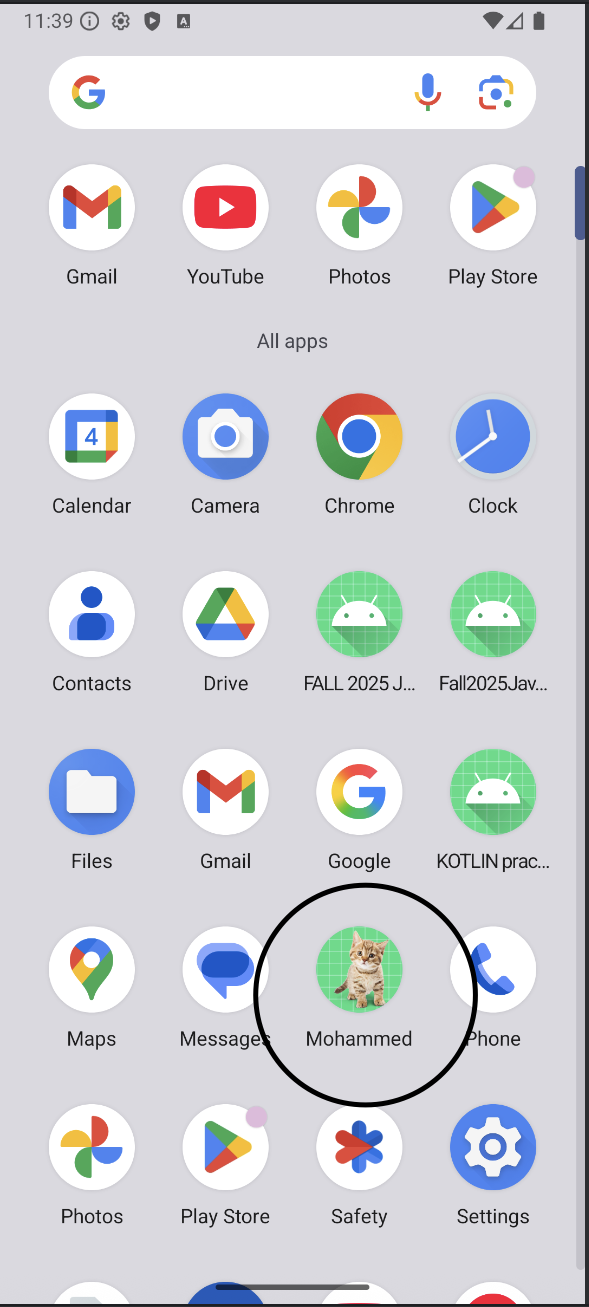 11:39
Gmail YouTube Photos Play Store
All apps
4
Calendar Camera Chrome Clock
Contacts Drive FALL 2025 J... Fall2025Jav...
Files Gmail Google KOTLIN prac...
Maps Messages Mohammed Phone
Photos Play Store Safety Settings